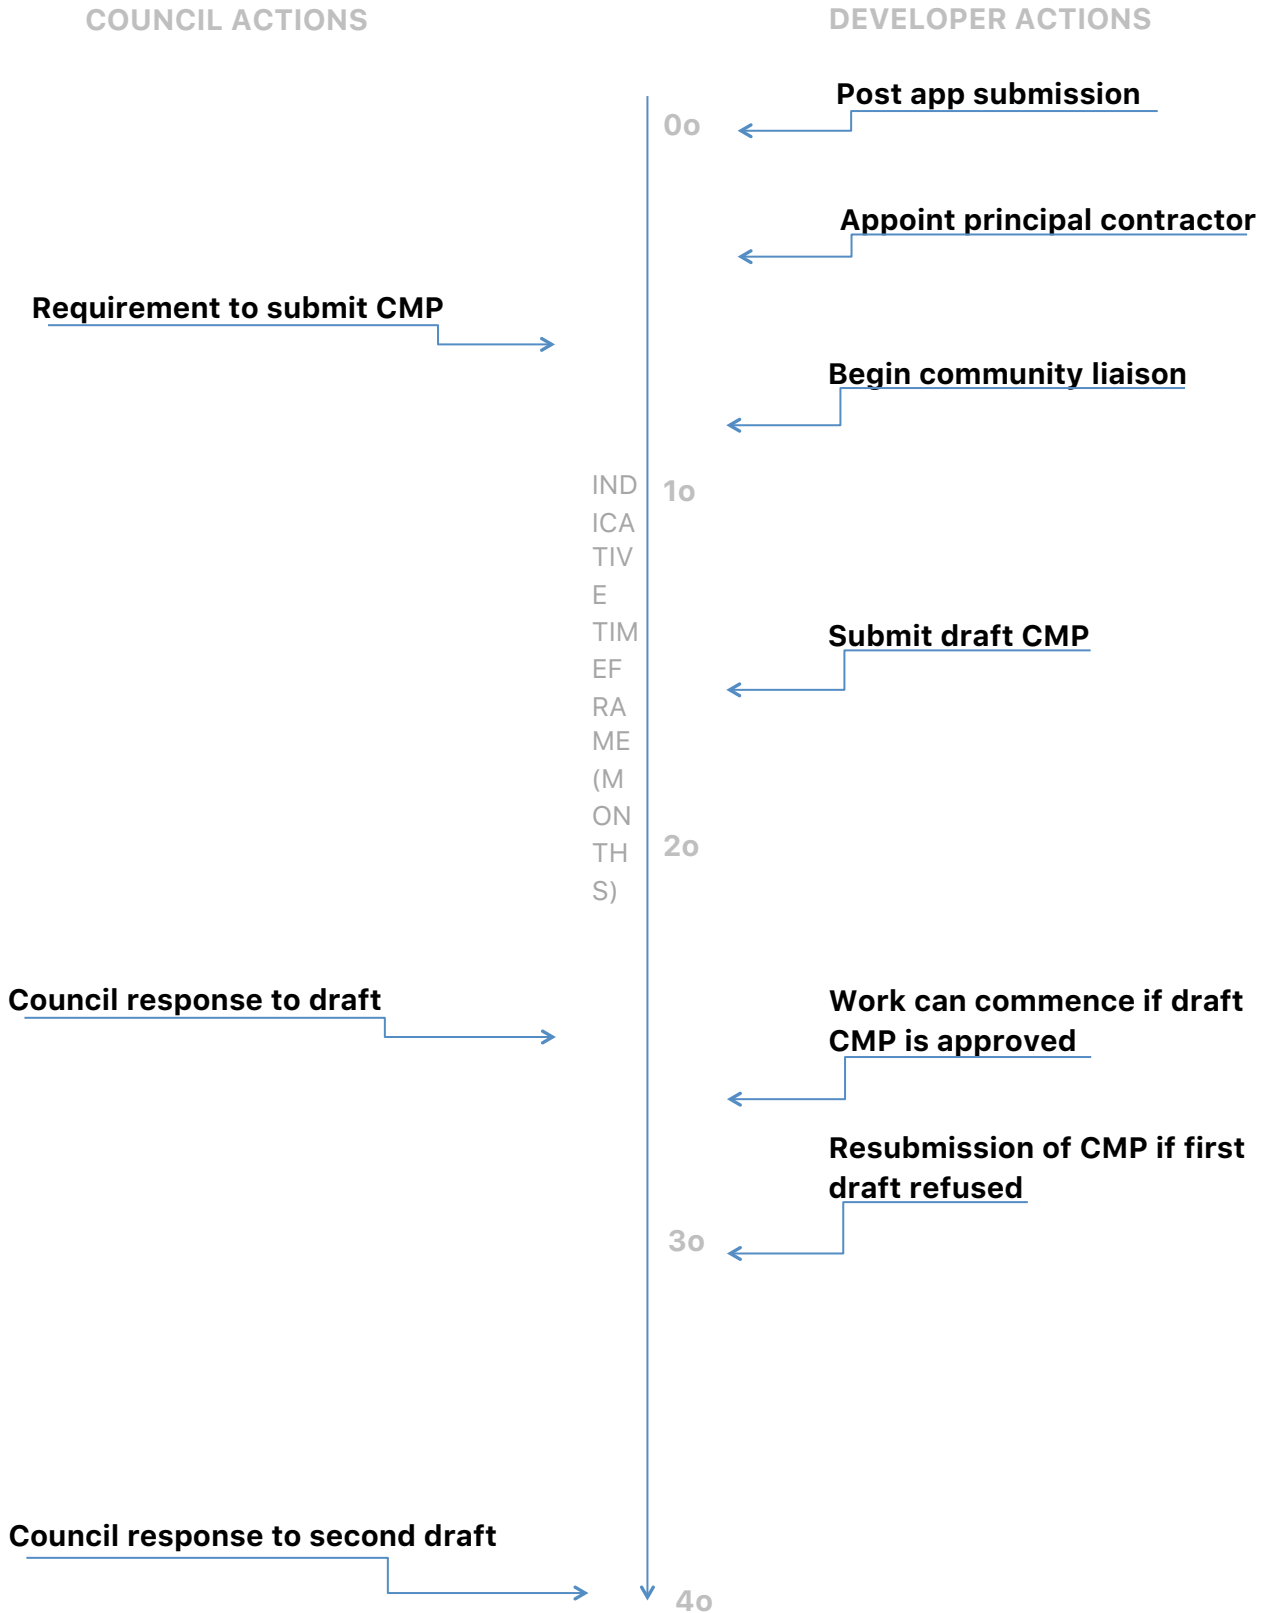 COUNCIL ACTIONS
DEVELOPER ACTIONS
Post app submission
0o
Appoint principal contractor
Requirement to submit CMP
Begin community liaison
IND
ICA
TIV
E
TIM
EF
RA
ME
(M
ON
TH
S)
1o
Submit draft CMP
2o
Council response to draft
Work can commence if draft
CMP is approved
Resubmission of CMP if first
draft refused
3o
Council response to second draft
4o